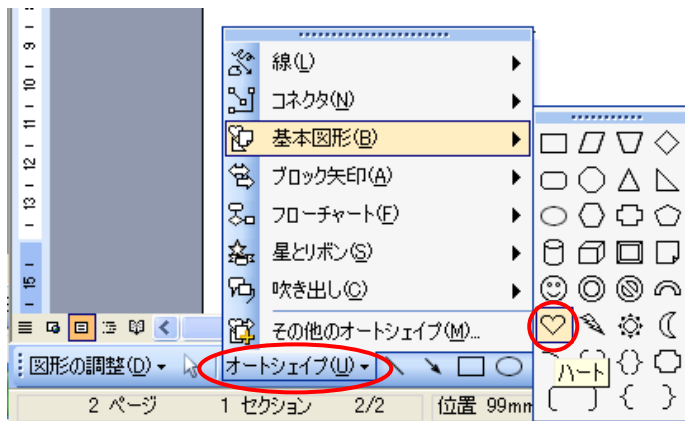 9
10
11
12
13
15
線(L)
コネクタ(N)
基本図形(B)
ブロック矢印(A)
フローチャート(F)
星とリボン(S)
吹き出し(C)
その他のオートシェイプ(M)...
ハート
図形の調整(D)
オートシェイプ(U)
2 ページ 1 セクション 2/2 位置 99mm